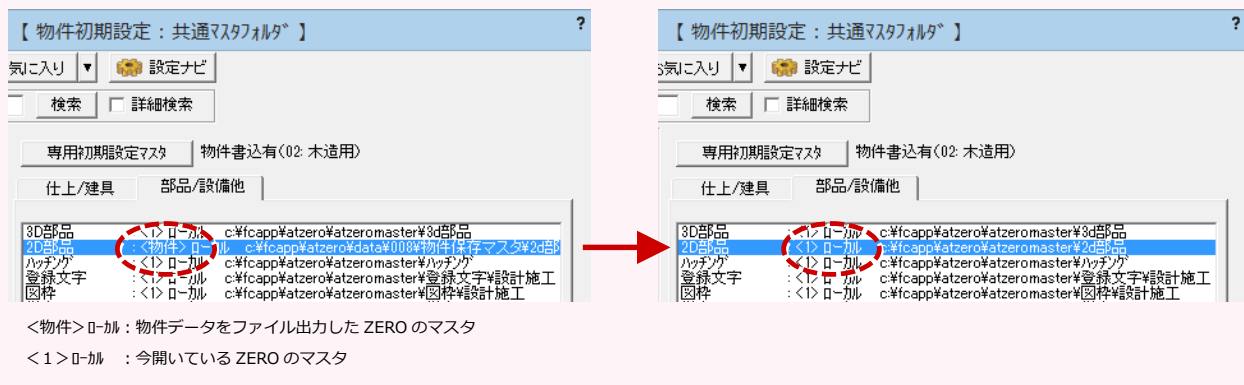 【 物件初期設定：共通ﾏｽﾀﾌｫﾙﾀﾞ 】 ?
気に入り ▼ 設定ナビ
検索 詳細検索
専用初期設定ﾏｽﾀ 物件書込有(02: 木造用)
仕上/建具 部品/設備他
3D部品 :<1> ﾛｰｶﾙ c:¥fcapp¥atzero¥atzeromaster¥3d部品
2D部品 :<物件> ﾛｰｶﾙ c:¥fcapp¥atzero¥data¥008¥物件保存マスタ¥2d部
ﾊｯﾁﾝｸﾞ :<1> ﾛｰｶﾙ c:¥fcapp¥atzero¥atzeromaster¥ﾊｯﾁﾝｸﾞ
登録文字 :<1> ﾛｰｶﾙ c:¥fcapp¥atzero¥atzeromaster¥登録文字¥設計施工
図枠 :<1> ﾛｰｶﾙ c:¥fcapp¥atzero¥atzeromaster¥図枠¥設計施工
【 物件初期設定：共通ﾏｽﾀﾌｫﾙﾀﾞ 】 ?
気に入り ▼ 設定ナビ
検索 詳細検索
専用初期設定ﾏｽﾀ 物件書込有(02: 木造用)
仕上/建具 部品/設備他
3D部品 :<1> ﾛｰｶﾙ c:¥fcapp¥atzero¥atzeromaster¥3d部品
2D部品 :<1> ﾛｰｶﾙ c:¥fcapp¥atzero¥atzeromaster¥2d部品
ﾊｯﾁﾝｸﾞ :<1> ﾛｰｶﾙ c:¥fcapp¥atzero¥atzeromaster¥ﾊｯﾁﾝｸﾞ
登録文字 :<1> ﾛｰｶﾙ c:¥fcapp¥atzero¥atzeromaster¥登録文字¥設計施工
図枠 :<1> ﾛｰｶﾙ c:¥fcapp¥atzero¥atzeromaster¥図枠¥設計施工
＜物件＞ﾛｰｶﾙ：物件データをファイル出力した ZERO のマスタ
＜１＞ﾛｰｶﾙ ：今開いている ZERO のマスタ